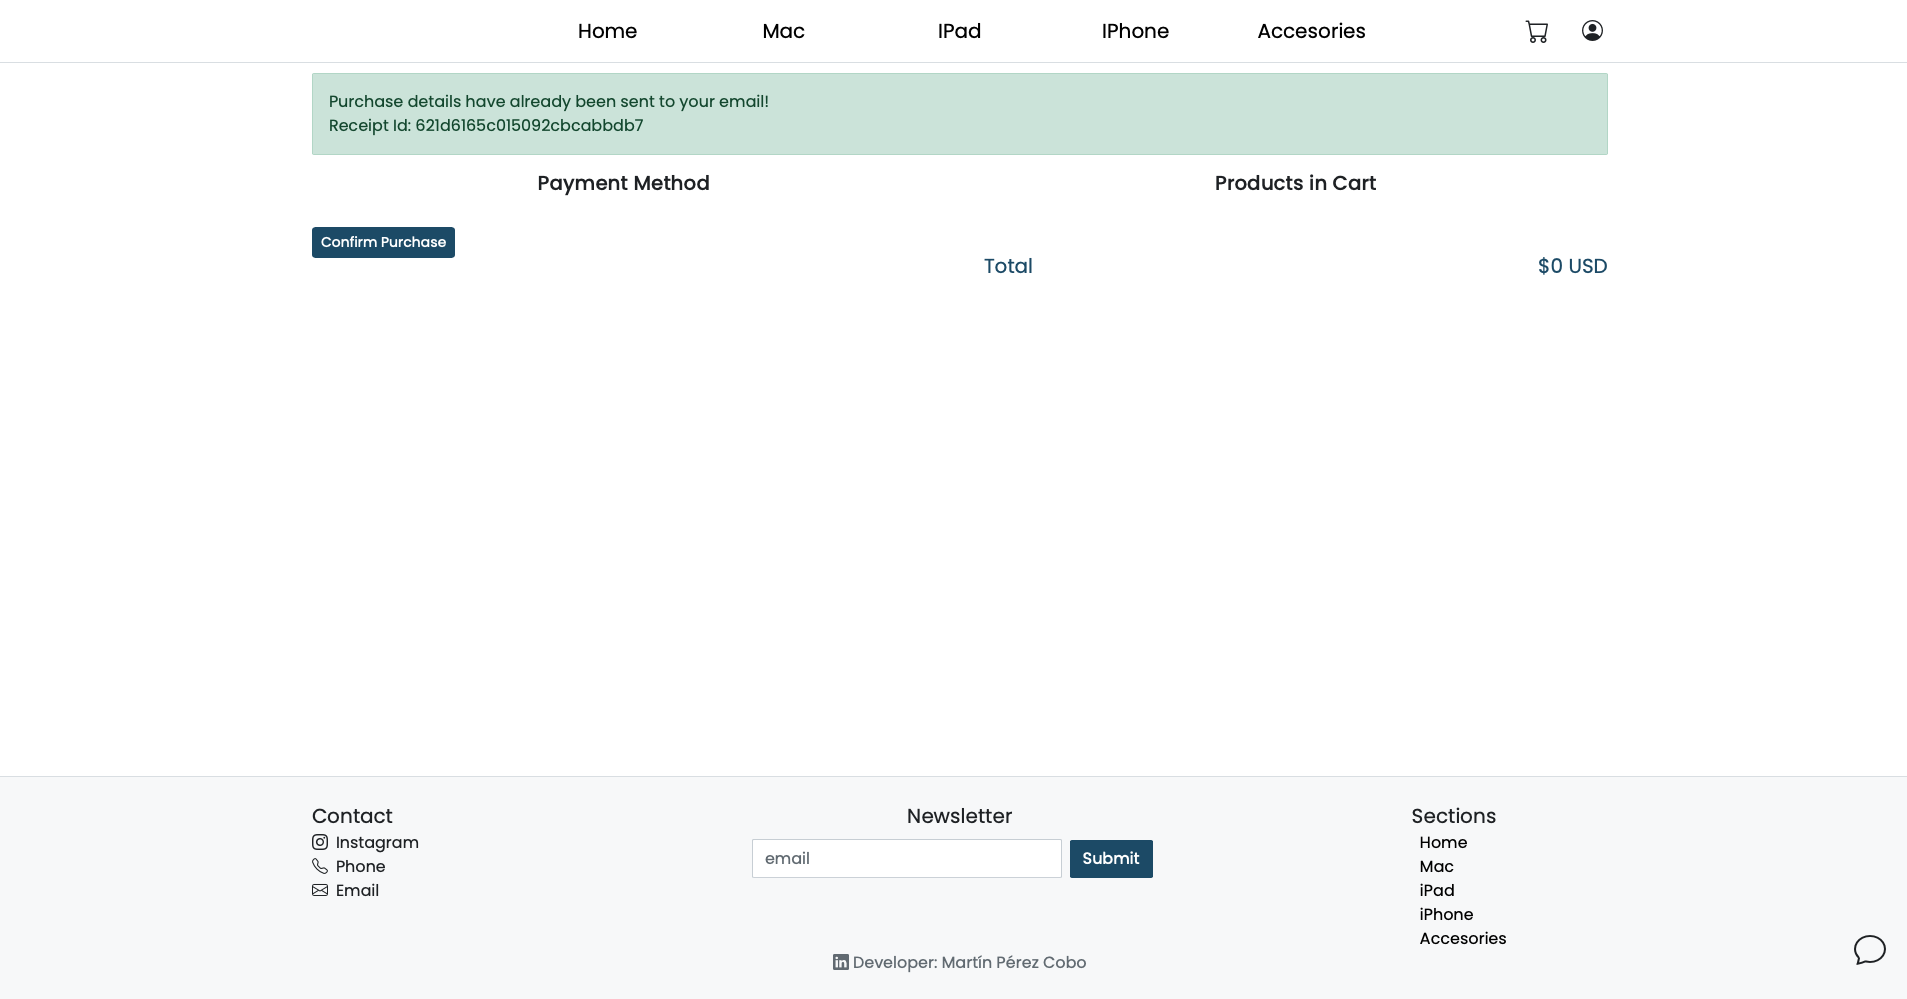 Home Mac IPad IPhone Accesories
Purchase details have already been sent to your email!
Receipt Id: 621d6165c015092cbcabbdb7
Payment Method
Products in Cart
Confirm Purchase
Total $0 USD
Contact
Instagram
Phone
Email
Newsletter
email
Submit
Sections
Home
Mac
iPad
iPhone
Accesories
Developer: Martín Pérez Cobo